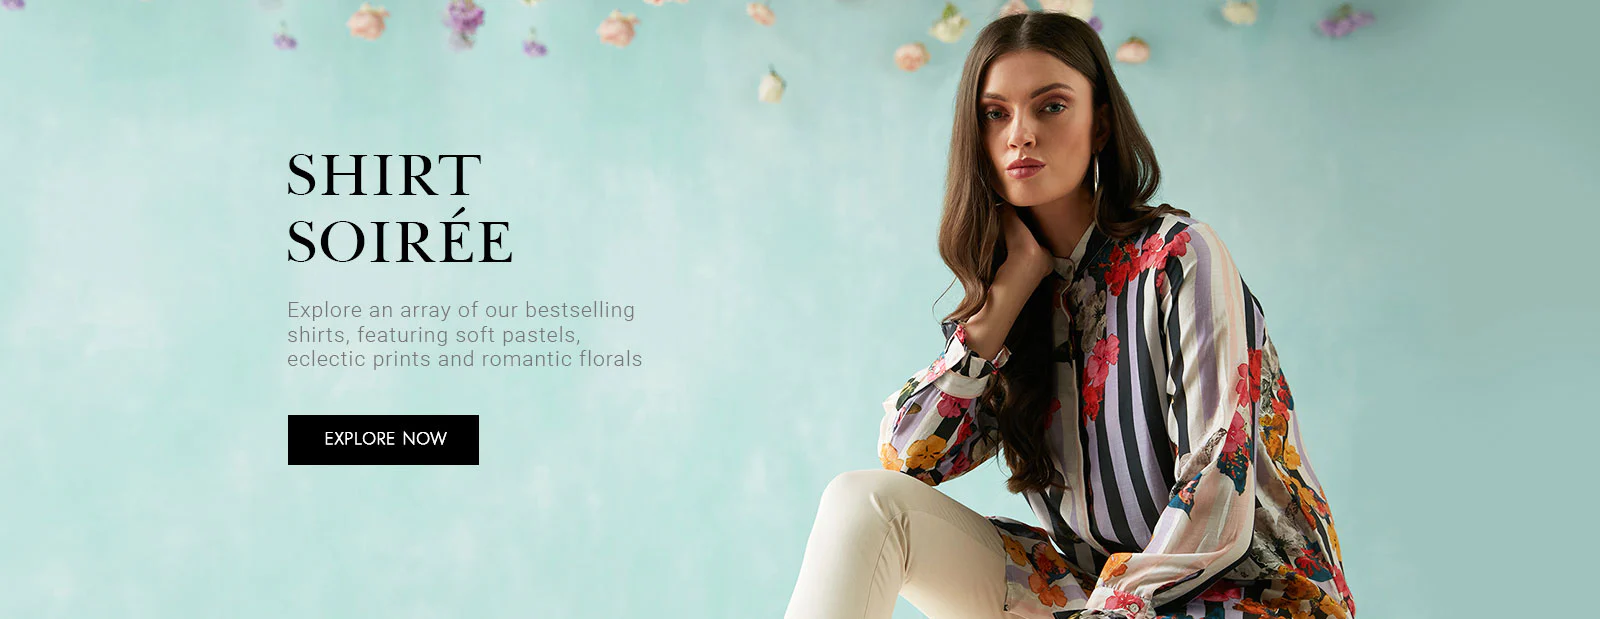 SHIRT
SOIRÉE
Explore an array of our bestselling
shirts, featuring soft pastels,
eclectic prints and romantic florals
EXPLORE NOW